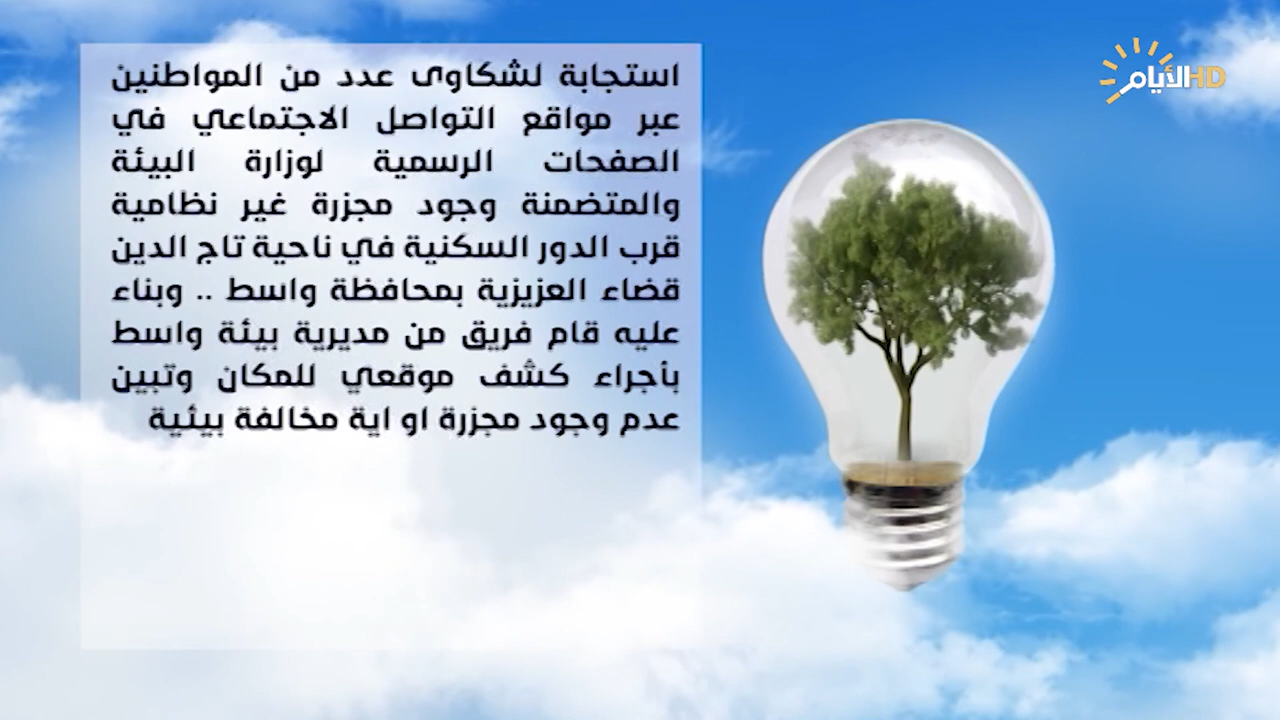 استجابة لشكاوى عدد من المواطنين
عبر مواقع التواصل الاجتماعي في
الصفحات الرسمية لوزارة البيئة
والمتضمنة وجود مجزرة غير نظامية
قرب الدور السكنية في ناحية تاج الدين
قضاء العزيزية بمحافظة واسط .. وبناء
عليه قام فريق من مديرية بيئة واسط
بأجراء كشف موقعي للمكان وتبين
عدم وجود مجزرة او اية مخالفة بيئية
الأيام HD